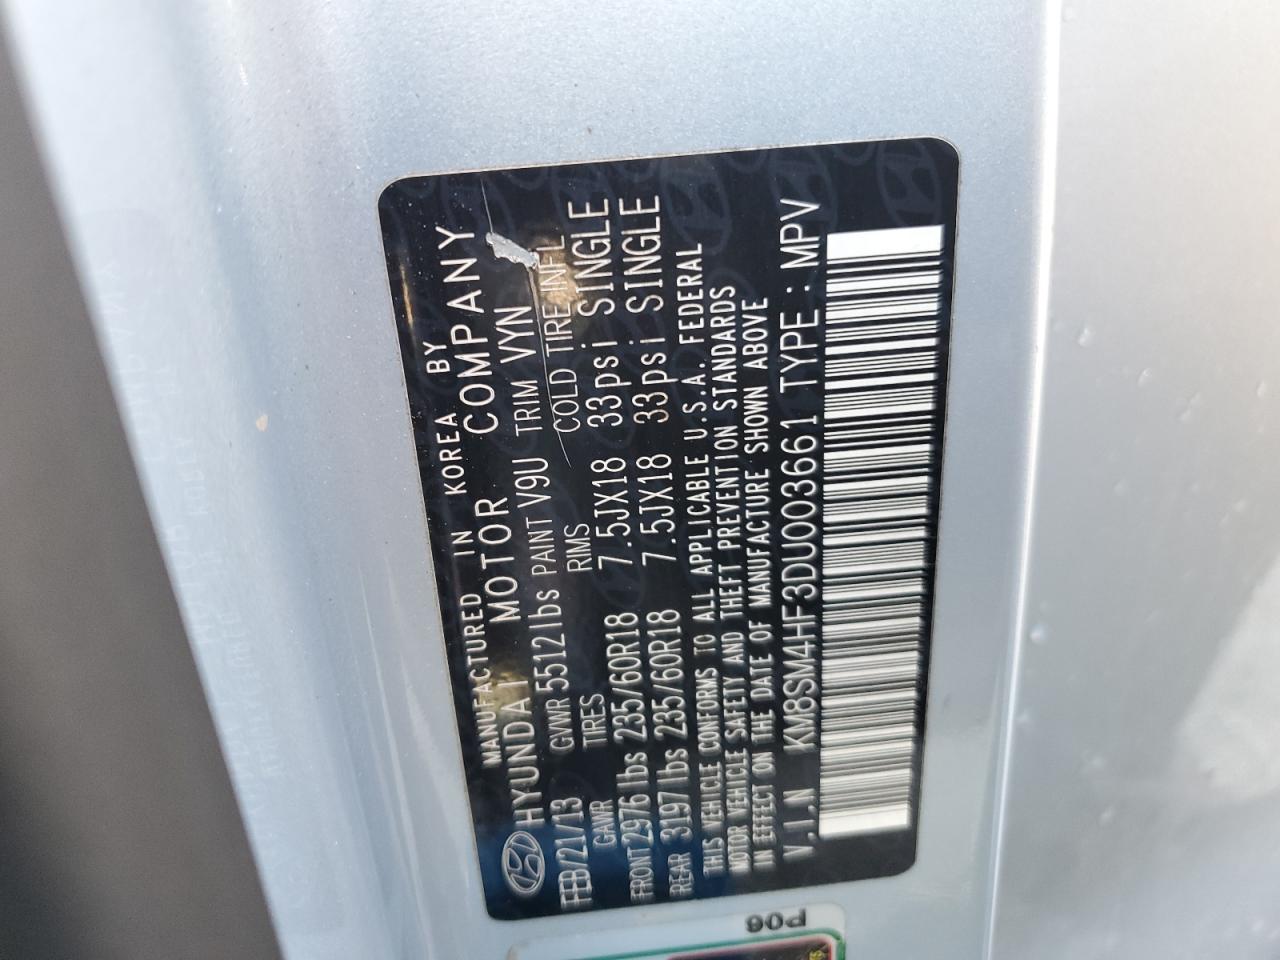 MANUFACTURED IN KOREA BY
HYUNDAI MOTOR COMPANY
FEB/21/13 GVWR 5512lbs PAINT V9U TRIM VYN
GAWR TIRES RIMS COLD TIRE INFL
FRONT 2976 lbs 235/60R18 7.5JX18 33psi SINGLE
REAR 3197 lbs 235/60R18 7.5JX18 33psi SINGLE
THIS VEHICLE CONFORMS TO ALL APPLICABLE U.S.A. FEDERAL
MOTOR VEHICLE SAFETY AND THEFT PREVENTION STANDARDS
IN EFFECT ON THE DATE OF MANUFACTURE SHOWN ABOVE
V.I.N KM8SM4HF3DU003661 TYPE : MPV
P06